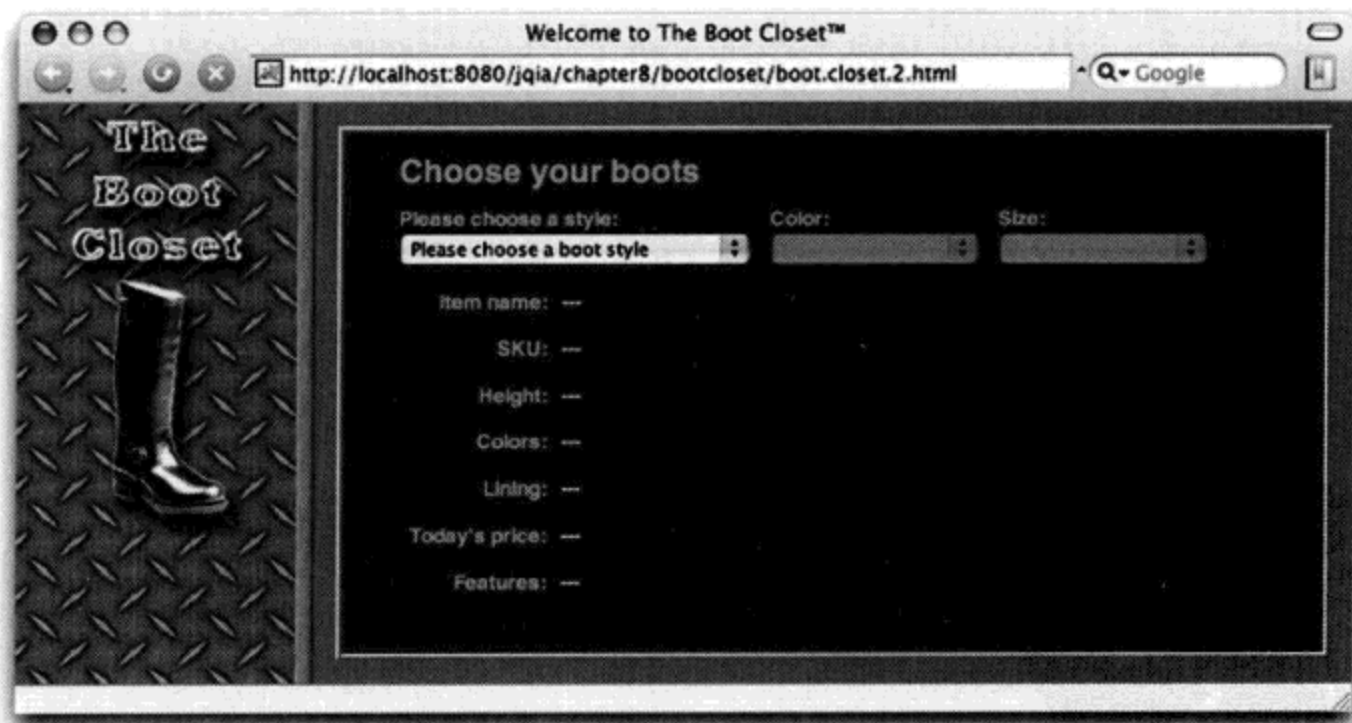 Welcome to The Boot Closet™
http://localhost:8080/jqia/chapter8/bootcloset/boot.closet.2.html
Google
The
Boot
Closet
Choose your boots
Please choose a style: Color: Size:
Please choose a boot style
Item name: ---
SKU: ---
Height: ---
Colors: ---
Lining: ---
Today's price: ---
Features: ---